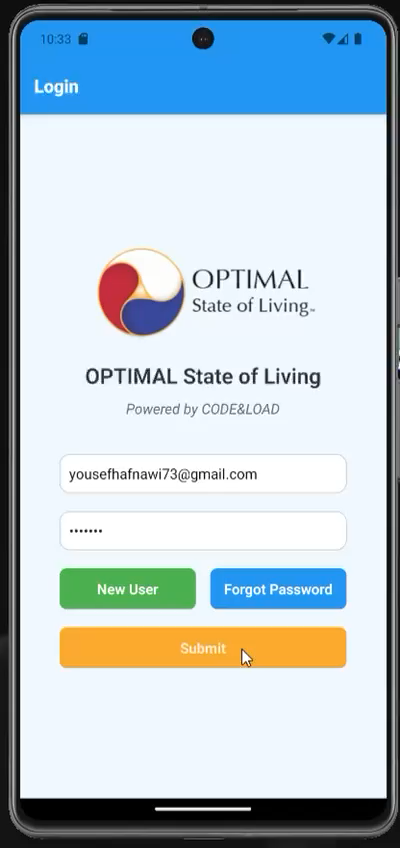 10:33
Login
OPTIMAL
State of Living™
OPTIMAL State of Living
Powered by CODE&LOAD
yousefhafnawi73@gmail.com
•••••••
New User
Forgot Password
Submit